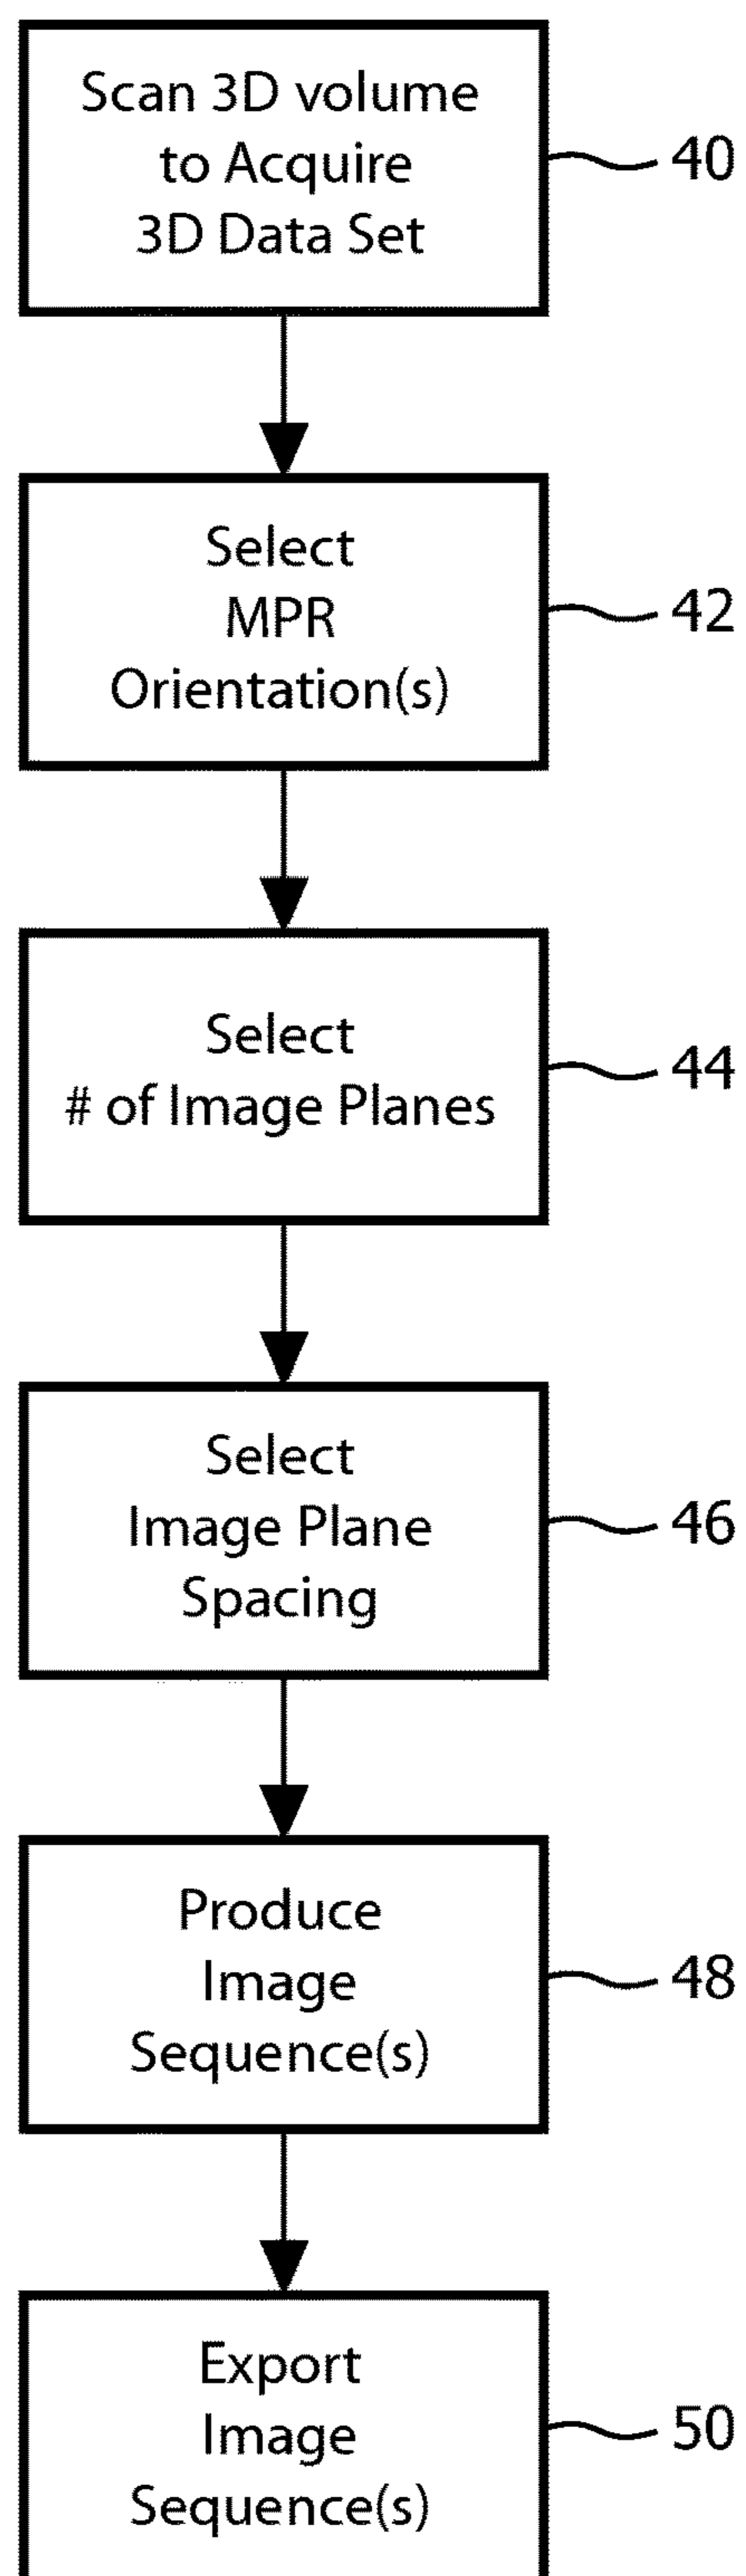 Scan 3D volume
to Acquire
3D Data Set
40
Select
MPR
Orientation(s)
42
Select
# of Image Planes
44
Select
Image Plane
Spacing
46
Produce
Image
Sequence(s)
48
Export
Image
Sequence(s)
50